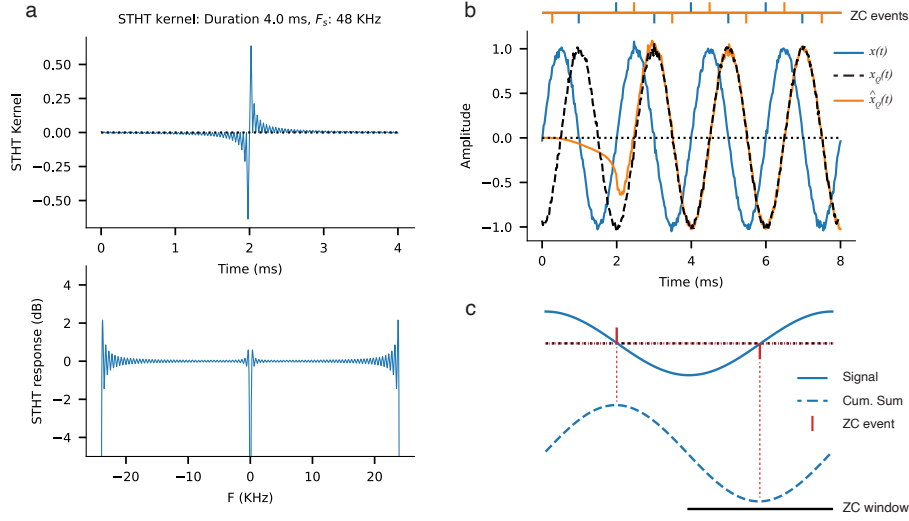 a
STHT kernel: Duration 4.0 ms, Fs: 48 KHz
STHT Kernel
0.50
0.25
0.00
−0.25
−0.50
0 1 2 3 4
Time (ms)
STHT response (dB)
4
2
0
−2
−4
−20 −10 0 10 20
F (KHz)
b
ZC events
Amplitude
1.0
0.5
0.0
−0.5
−1.0
0 2 4 6 8
Time (ms)
x(t)
xQ(t)
x̂Q(t)
c
Signal
Cum. Sum
ZC event
ZC window